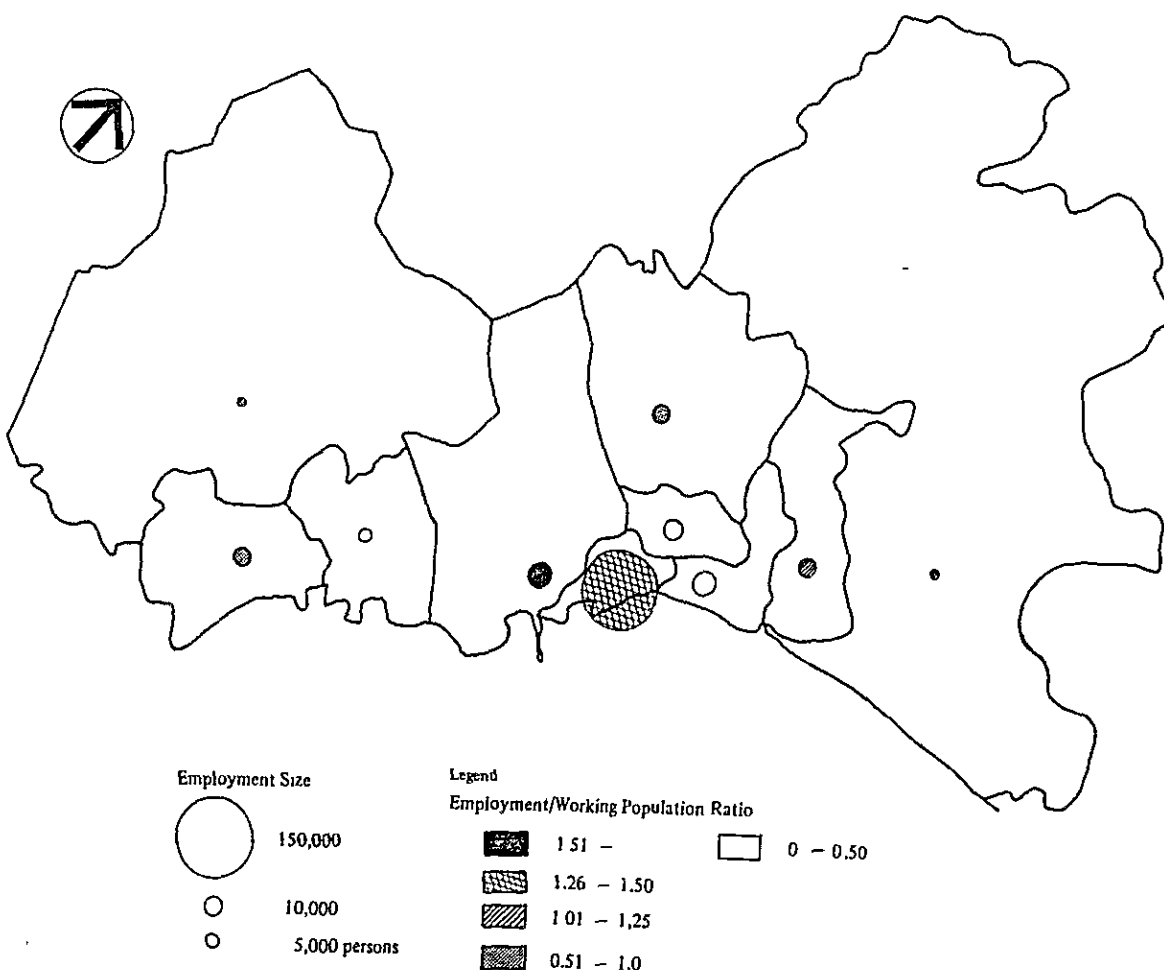 Employment Size
150,000
10,000
5,000 persons
Legend
Employment/Working Population Ratio
1 51 –
1.26 – 1.50
1 01 – 1,25
0.51 – 1.0
0 – 0.50